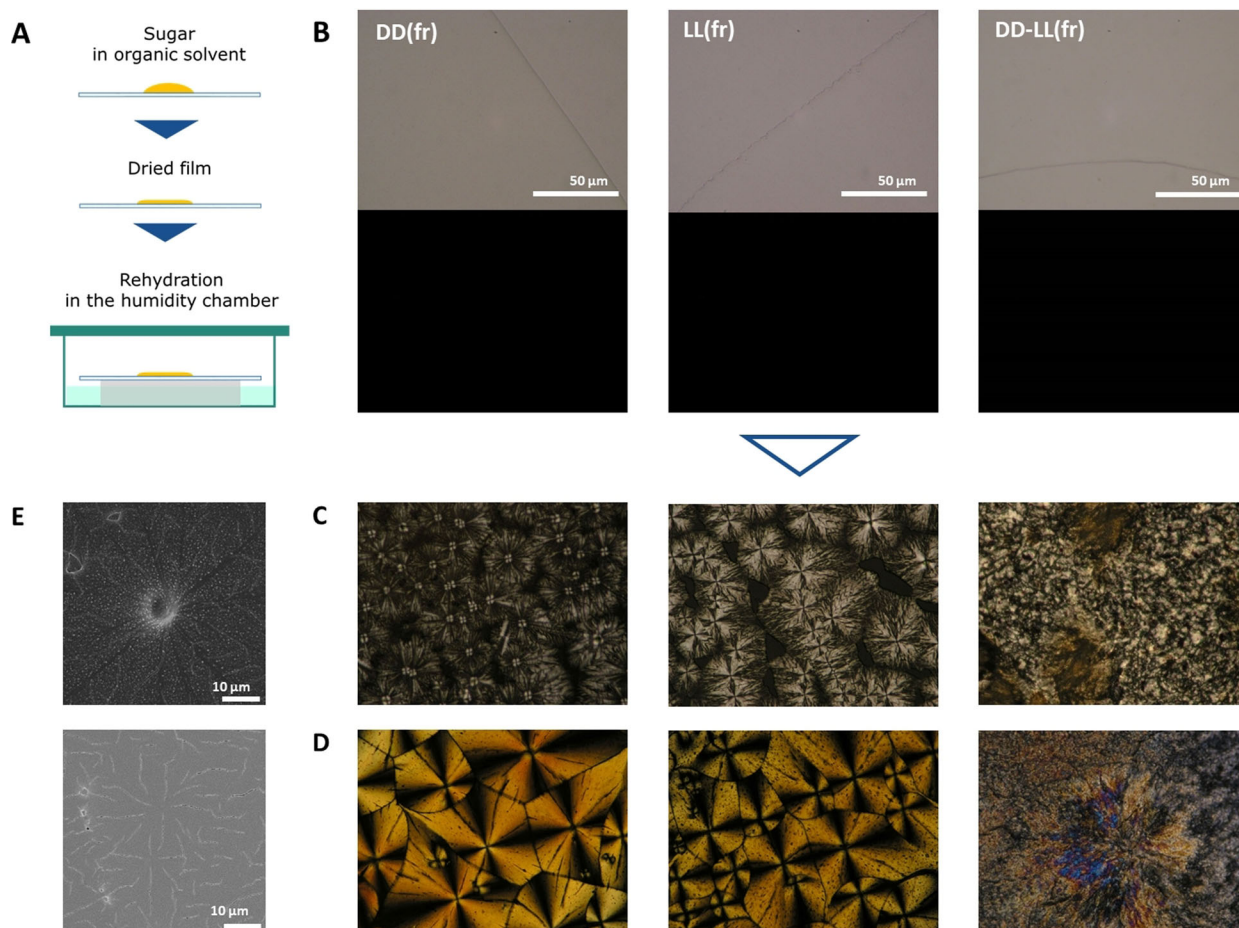 A
Sugar
in organic solvent
Dried film
Rehydration
in the humidity chamber
B
DD(fr)
50 µm
LL(fr)
50 µm
DD-LL(fr)
50 µm
E
10 µm
10 µm
C
D